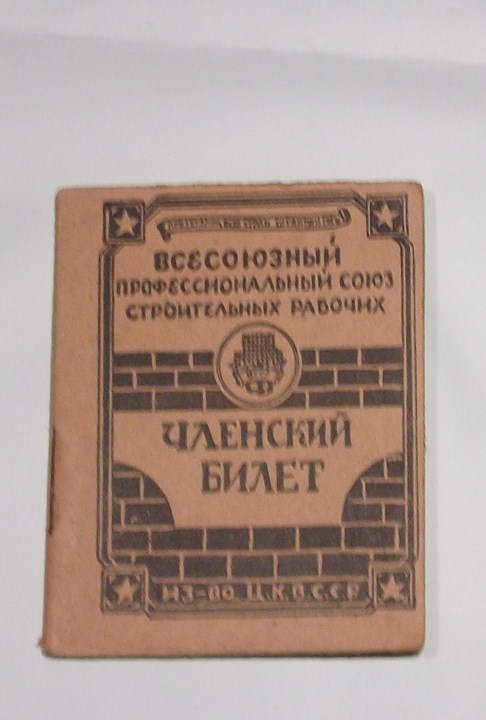 ВСЕСОЮЗНЫЙ
ПРОФЕССИОНАЛЬНЫЙ СОЮЗ
СТРОИТЕЛЬНЫХ РАБОЧИХ
ЧЛЕНСКИЙ
БИЛЕТ
ИЗ-ВО Ц.К.В.С.С.Р.